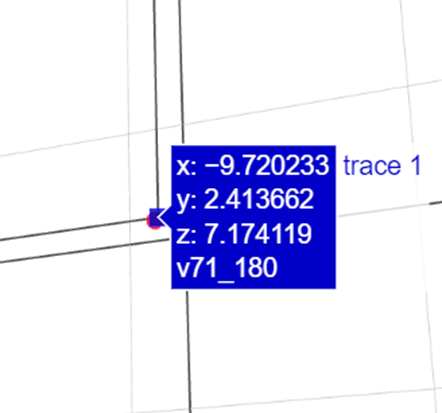 x: −9.720233 trace 1
y: 2.413662
z: 7.174119
v71_180